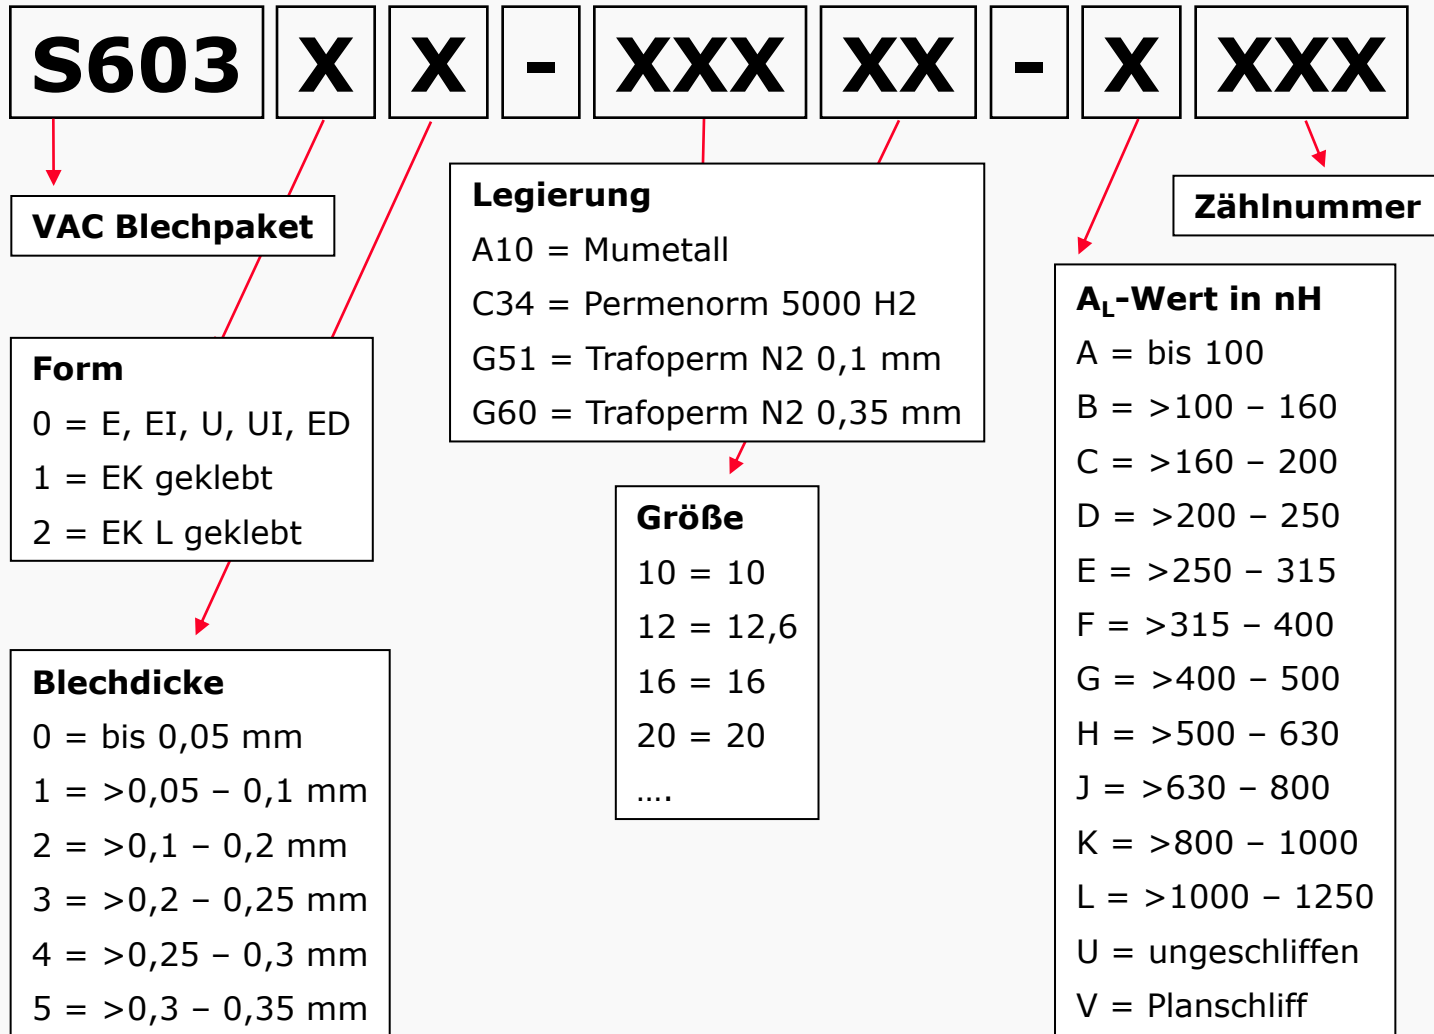 S603 X X - XXX XX - X XXX
VAC Blechpaket
Form
0 = E, EI, U, UI, ED
1 = EK geklebt
2 = EK L geklebt
Blechdicke
0 = bis 0,05 mm
1 = >0,05 – 0,1 mm
2 = >0,1 – 0,2 mm
3 = >0,2 – 0,25 mm
4 = >0,25 – 0,3 mm
5 = >0,3 – 0,35 mm
Legierung
A10 = Mumetall
C34 = Permenorm 5000 H2
G51 = Trafoperm N2 0,1 mm
G60 = Trafoperm N2 0,35 mm
Größe
10 = 10
12 = 12,6
16 = 16
20 = 20
....
AL-Wert in nH
A = bis 100
B = >100 – 160
C = >160 – 200
D = >200 – 250
E = >250 – 315
F = >315 – 400
G = >400 – 500
H = >500 – 630
J = >630 – 800
K = >800 – 1000
L = >1000 – 1250
U = ungeschliffen
V = Planschliff
Zählnummer